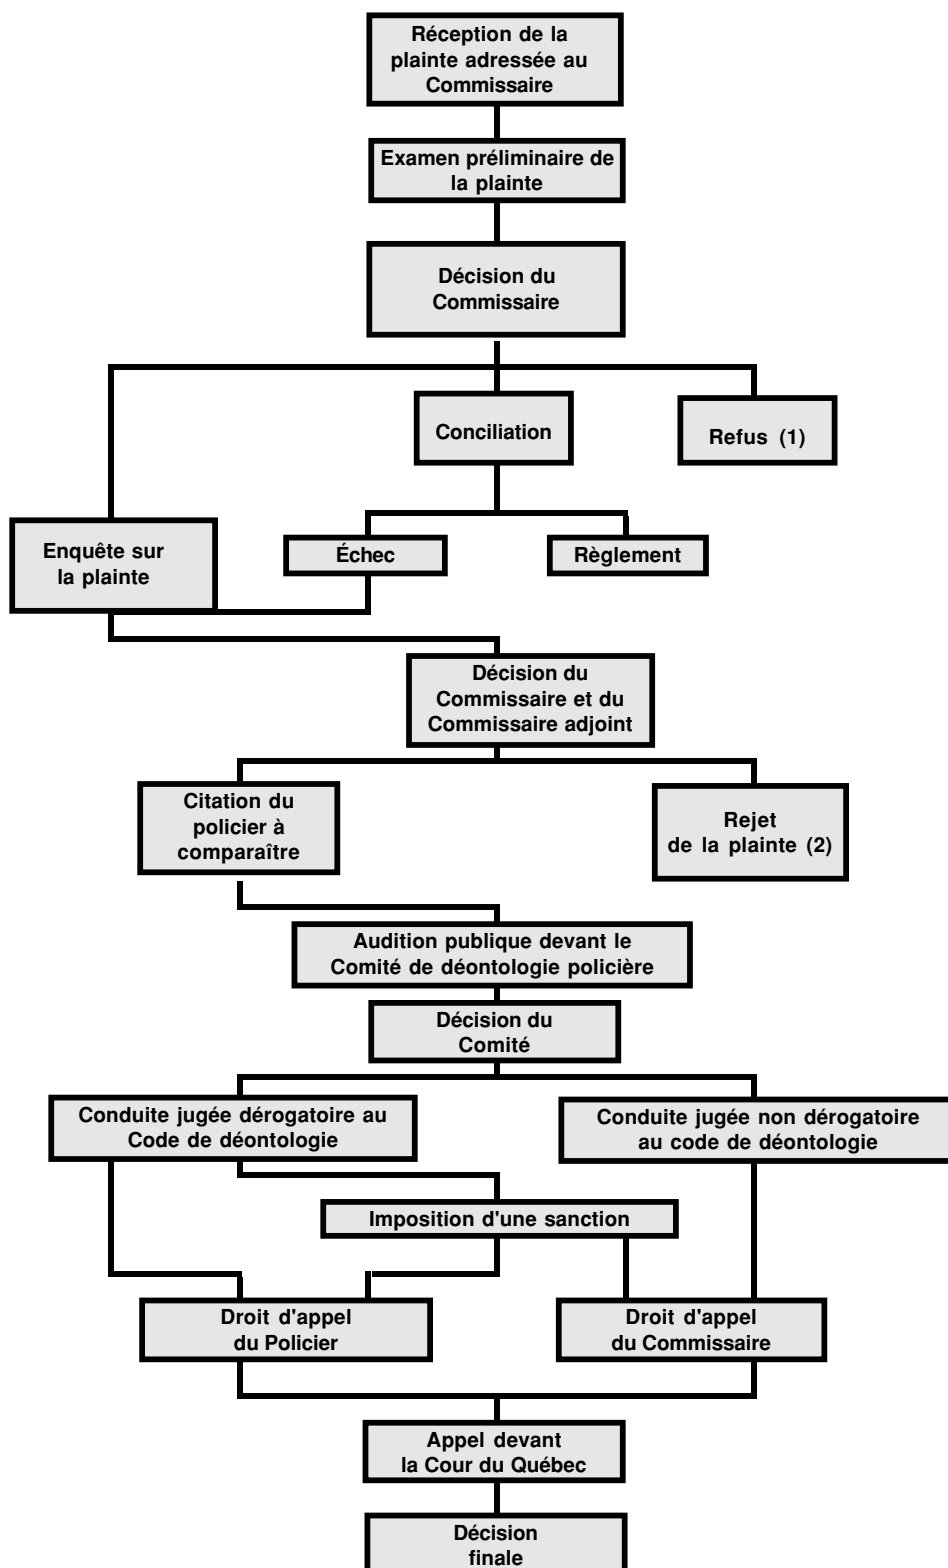 Réception de la
plainte adressée au
Commissaire
Examen préliminaire de
la plainte
Décision du
Commissaire
Conciliation
Refus (1)
Enquête sur
la plainte
Échec
Règlement
Décision du
Commissaire et du
Commissaire adjoint
Citation du
policier à
comparaître
Rejet
de la plainte (2)
Audition publique devant le
Comité de déontologie policière
Décision du
Comité
Conduite jugée dérogatoire au
Code de déontologie
Conduite jugée non dérogatoire
au code de déontologie
Imposition d'une sanction
Droit d'appel
du Policier
Droit d'appel
du Commissaire
Appel devant
la Cour du Québec
Décision
finale